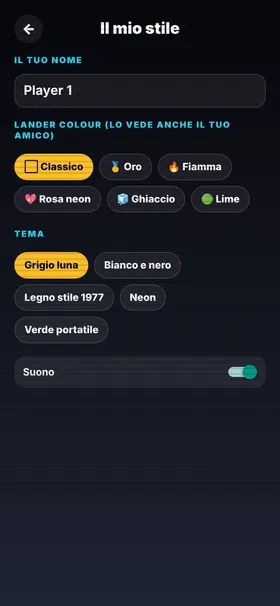 Il mio stile
IL TUO NOME
Player 1
LANDER COLOUR (LO VEDE ANCHE IL TUO
AMICO)
Classico
Oro
Fiamma
Rosa neon
Ghiaccio
Lime
TEMA
Grigio luna
Bianco e nero
Legno stile 1977
Neon
Verde portatile
Suono